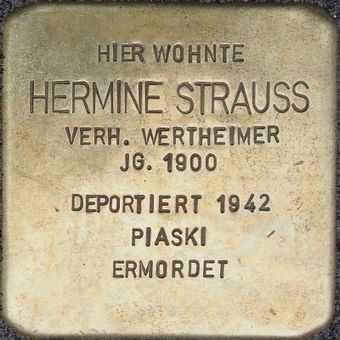 HIER WOHNTE
HERMINE STRAUSS
VERH. WERTHEIMER
JG. 1900
DEPORTIERT 1942
PIASKI
ERMORDET